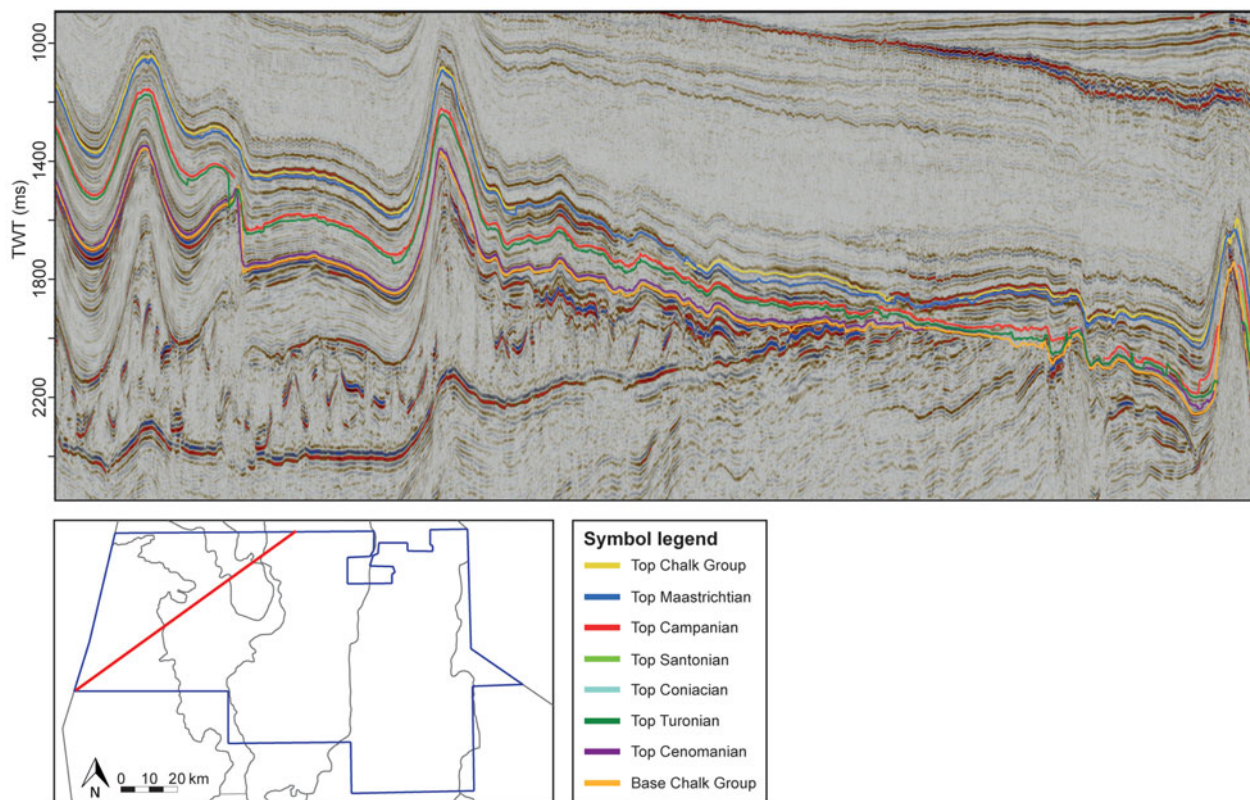 1000
1400
1800
2200
TWT (ms)
N
0 10 20 km
Symbol legend
Top Chalk Group
Top Maastrichtian
Top Campanian
Top Santonian
Top Coniacian
Top Turonian
Top Cenomanian
Base Chalk Group